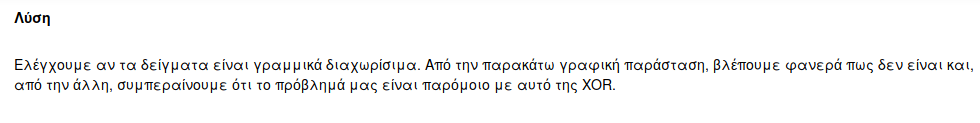 Λύση
Ελέγχουμε αν τα δείγματα είναι γραμμικά διαχωρίσιμα. Από την παρακάτω γραφική παράσταση, βλέπουμε φανερά πως δεν είναι και,
από την άλλη, συμπεραίνουμε ότι το πρόβλημά μας είναι παρόμοιο με αυτό της XOR.